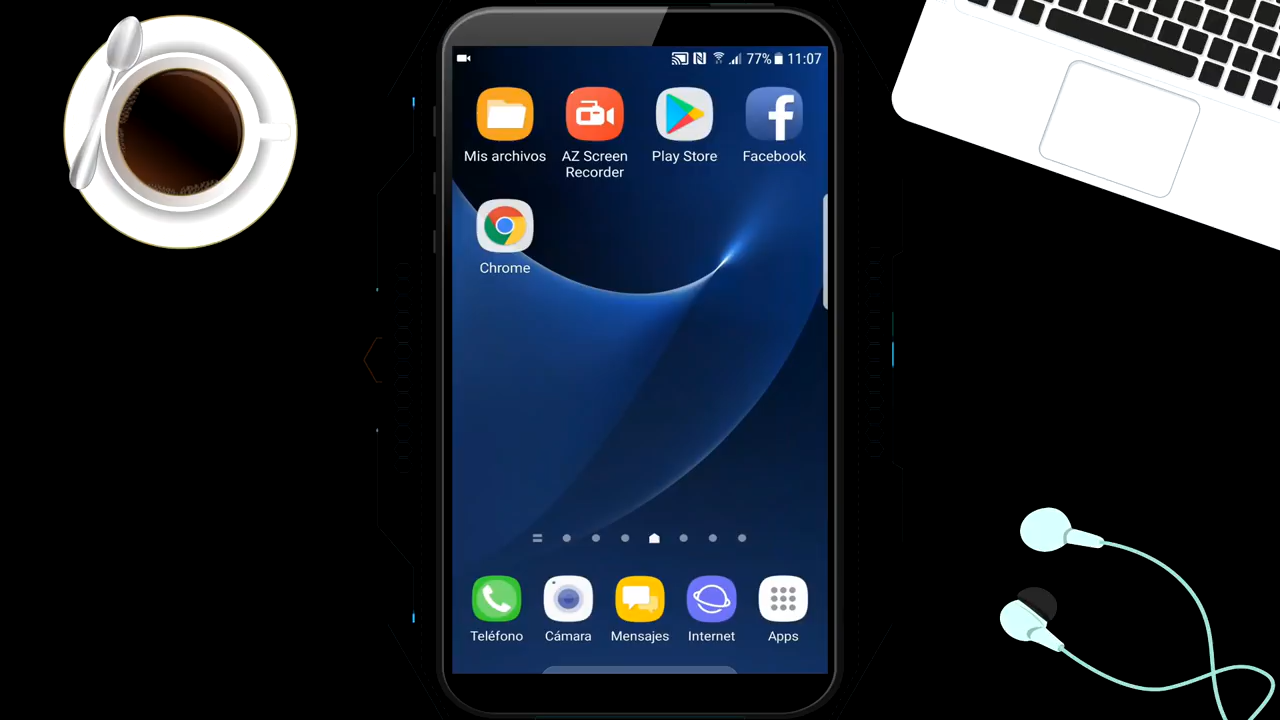 77% 11:07
Mis archivos
AZ Screen Recorder
Play Store
Facebook
Chrome
Teléfono
Cámara
Mensajes
Internet
Apps